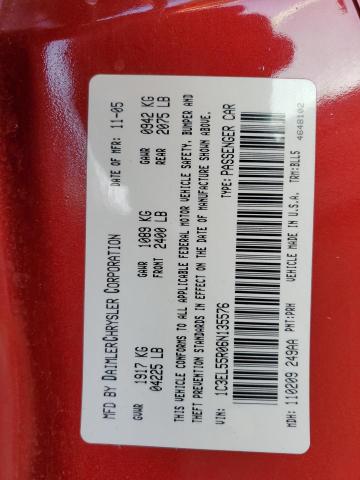 MFD BY DAIMLERCHRYSLER CORPORATION DATE OF MFR: 11-05
GVWR 1917 KG 04225 LB GAWR FRONT 1089 KG 2400 LB GAWR REAR 0942 KG 2075 LB
THIS VEHICLE CONFORMS TO ALL APPLICABLE FEDERAL MOTOR VEHICLE SAFETY, BUMPER AND
THEFT PREVENTION STANDARDS IN EFFECT ON THE DATE OF MANUFACTURE SHOWN ABOVE.
VIN: 1C3EL55R06N135576 TYPE: PASSENGER CAR
MDH: 110209 249AA PNT: PRH VEHICLE MADE IN U.S.A. TRM: BLL5
4648102